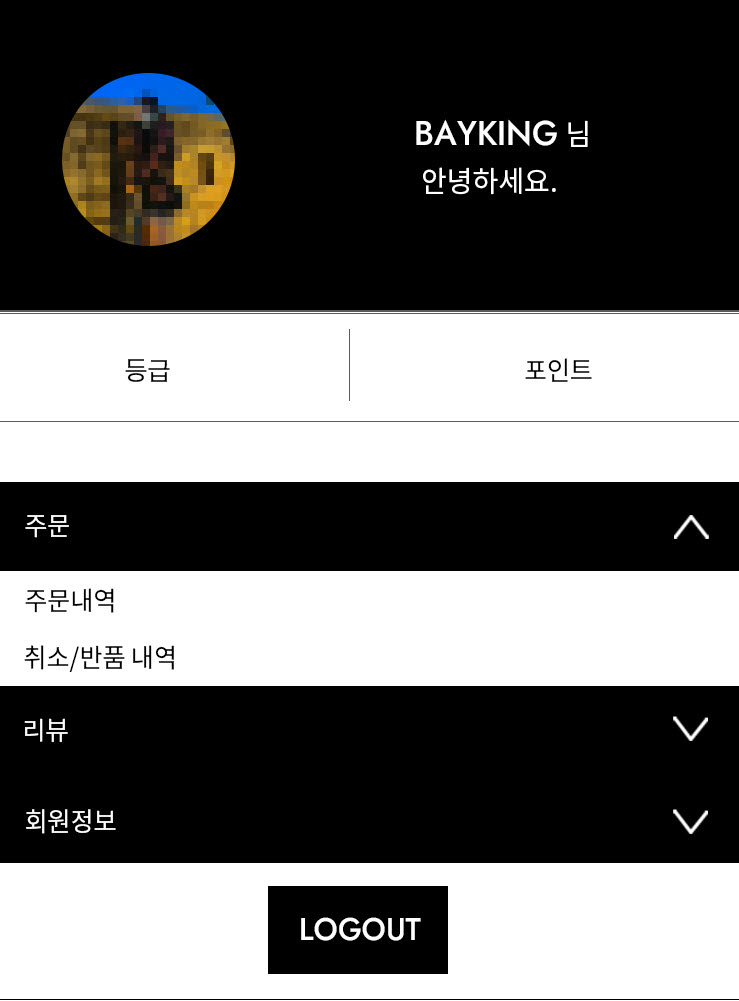 BAYKING 님
안녕하세요.
등급
포인트
주문
주문내역
취소/반품 내역
리뷰
회원정보
LOGOUT